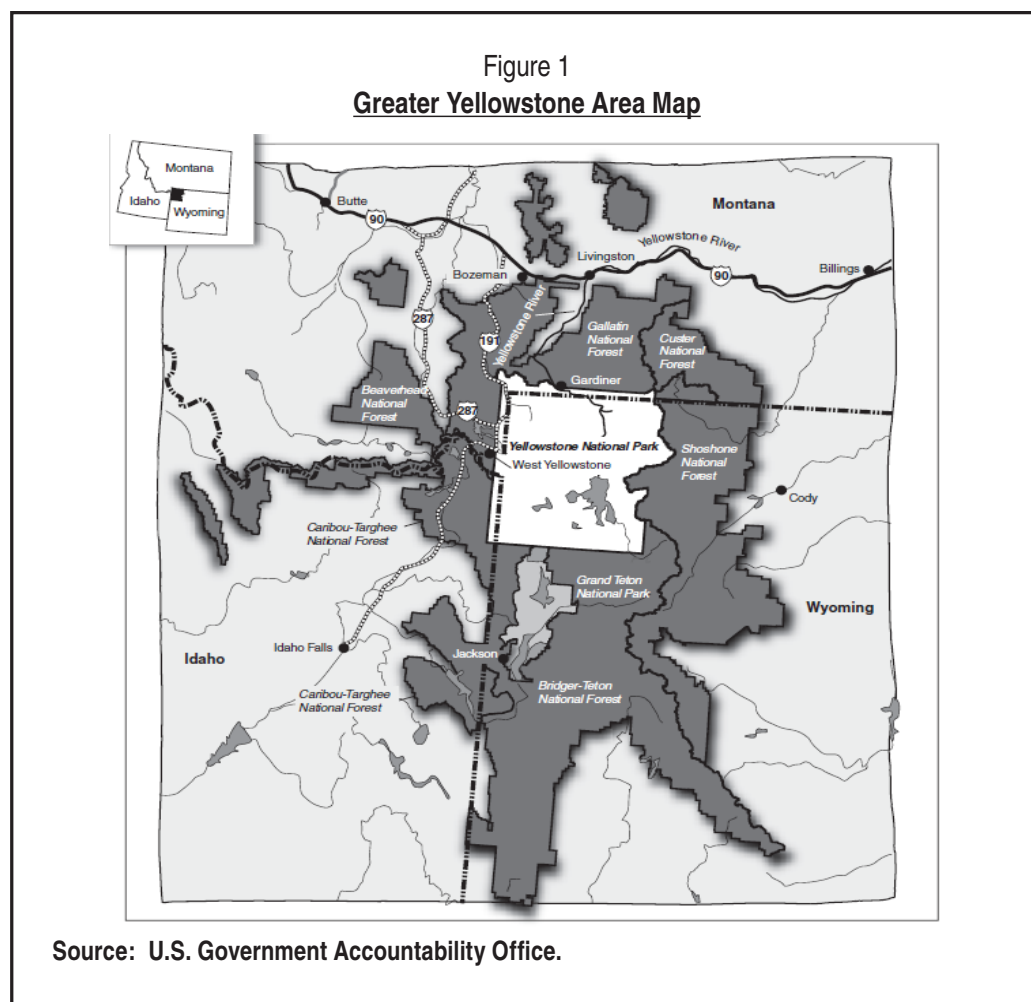 Figure 1
Greater Yellowstone Area Map
Montana
Idaho
Wyoming
Butte
90
Montana
Yellowstone River
Livingston
Bozeman
90
Billings
287
191
Yellowstone River
Gallatin
National
Forest
Custer
National
Forest
Gardiner
Beaverhead
National
Forest
287
Yellowstone National Park
West Yellowstone
Shoshone
National
Forest
Cody
Caribou-Targhee
National Forest
Grand Teton
National Park
Wyoming
Idaho Falls
Idaho
Jackson
Bridger-Teton
National Forest
Caribou-Targhee
National Forest
Source: U.S. Government Accountability Office.